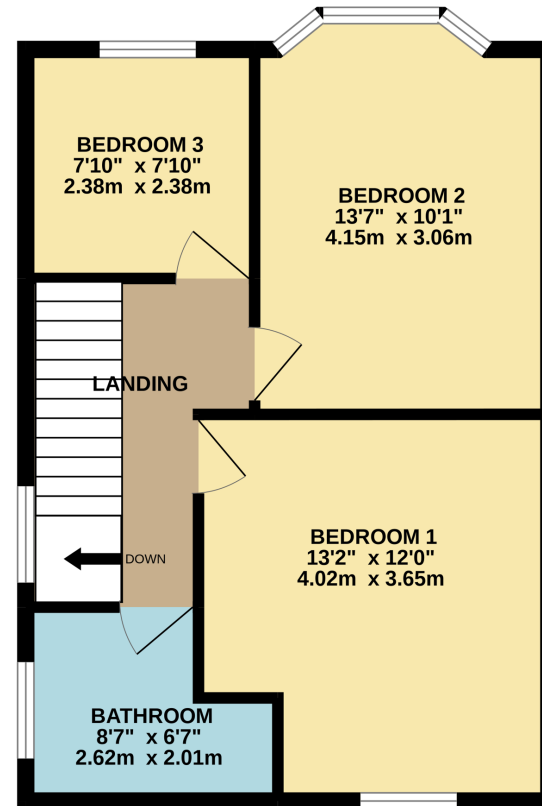 BEDROOM 3
7'10" x 7'10"
2.38m x 2.38m
BEDROOM 2
13'7" x 10'1"
4.15m x 3.06m
LANDING
BEDROOM 1
13'2" x 12'0"
4.02m x 3.65m
DOWN
BATHROOM
8'7" x 6'7"
2.62m x 2.01m